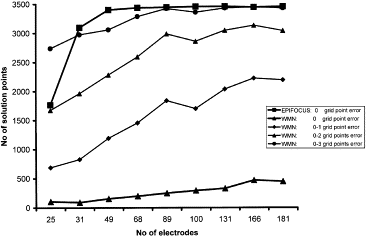 3500
3000
2500
2000
1500
1000
500
0
No of solution points
25 31 49 68 89 100 131 166 181
No of electrodes
EPIFOCUS: 0 grid point error
WMN: 0 grid point error
WMN: 0-1 grid point error
WMN: 0-2 grid points error
WMN: 0-3 grid points error